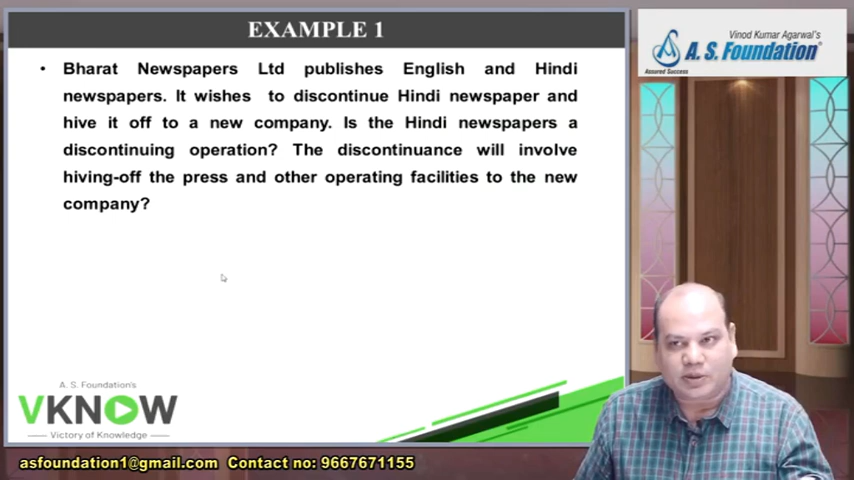 EXAMPLE 1
• Bharat Newspapers Ltd publishes English and Hindi
newspapers. It wishes to discontinue Hindi newspaper and
hive it off to a new company. Is the Hindi newspapers a
discontinuing operation? The discontinuance will involve
hiving-off the press and other operating facilities to the new
company?
Vinod Kumar Agarwal's
A. S. Foundation®
Assured Success
A. S. Foundation's
VKNOW
Victory of Knowledge
asfoundation1@gmail.com Contact no: 9667671155